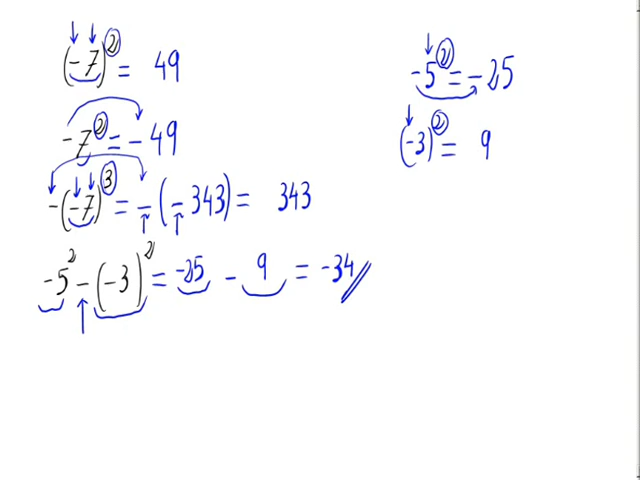 (-7)² = 49
-7² = -49
-(-7)³ = -(-343) = 343
-5² - (-3)² = -25 - 9 = -34
-5² = -25
(-3)² = 9